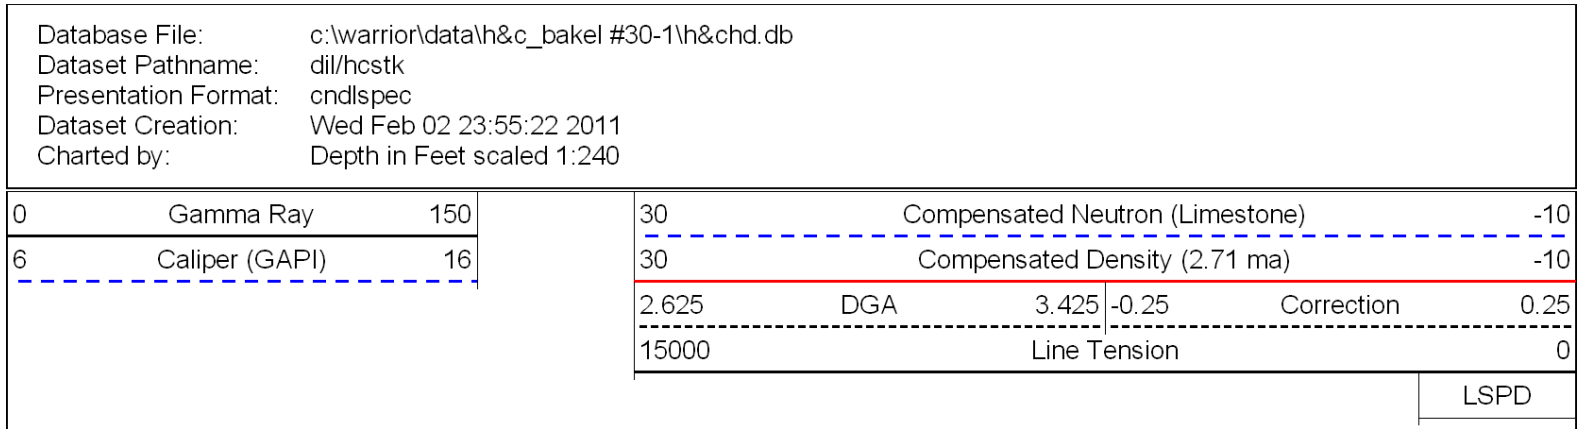 Database File: c:\warrior\data\h&c_bakel #30-1\h&chd.db
Dataset Pathname: dil/hcstk
Presentation Format: cndlspec
Dataset Creation: Wed Feb 02 23:55:22 2011
Charted by: Depth in Feet scaled 1:240
0 Gamma Ray 150 30 Compensated Neutron (Limestone) -10
6 Caliper (GAPI) 16 30 Compensated Density (2.71 ma) -10
2.625 DGA 3.425 -0.25 Correction 0.25
15000 Line Tension 0
LSPD